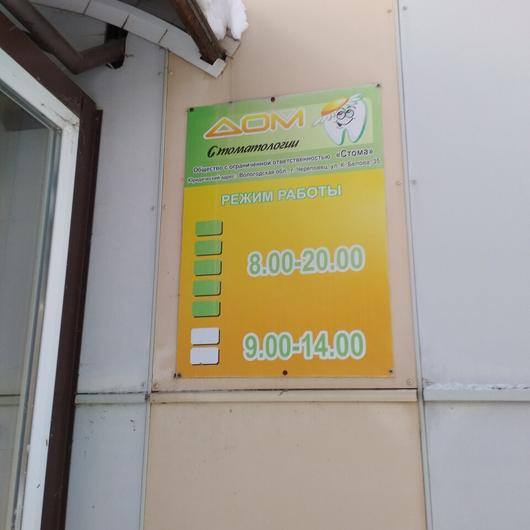 ДОМ
Стоматологии
Общество с ограниченной ответственностью «Стома»
Юридический адрес: Вологодская обл., г. Череповец, ул. К. Белова, 35
РЕЖИМ РАБОТЫ
8.00-20.00
9.00-14.00